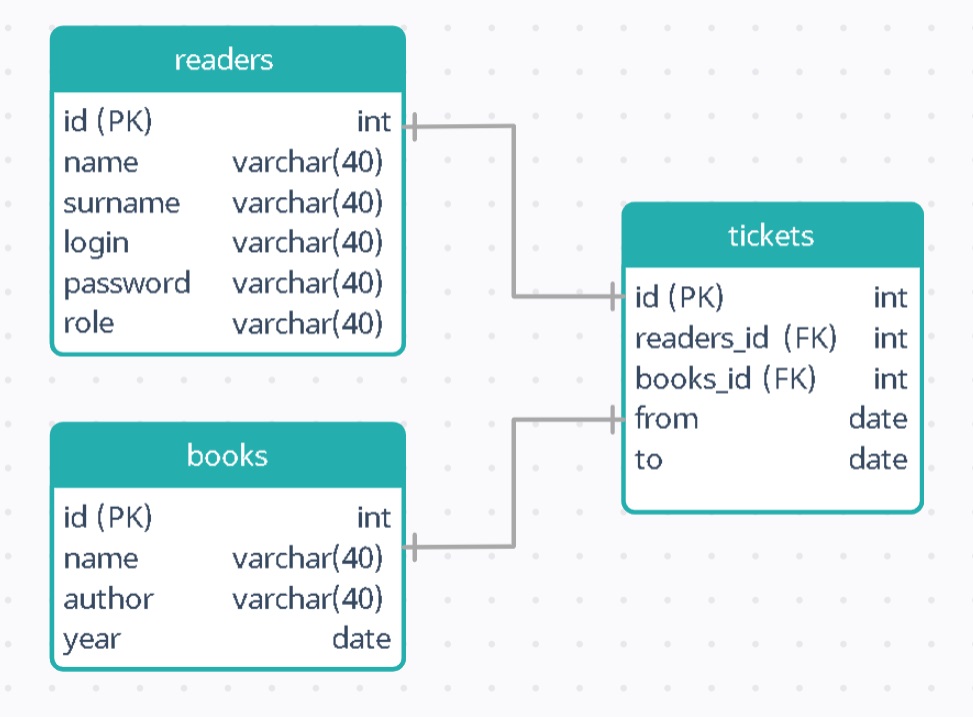 readers
id (PK) int
name varchar(40)
surname varchar(40)
login varchar(40)
password varchar(40)
role varchar(40)
books
id (PK) int
name varchar(40)
author varchar(40)
year date
tickets
id (PK) int
readers_id (FK) int
books_id (FK) int
from date
to date